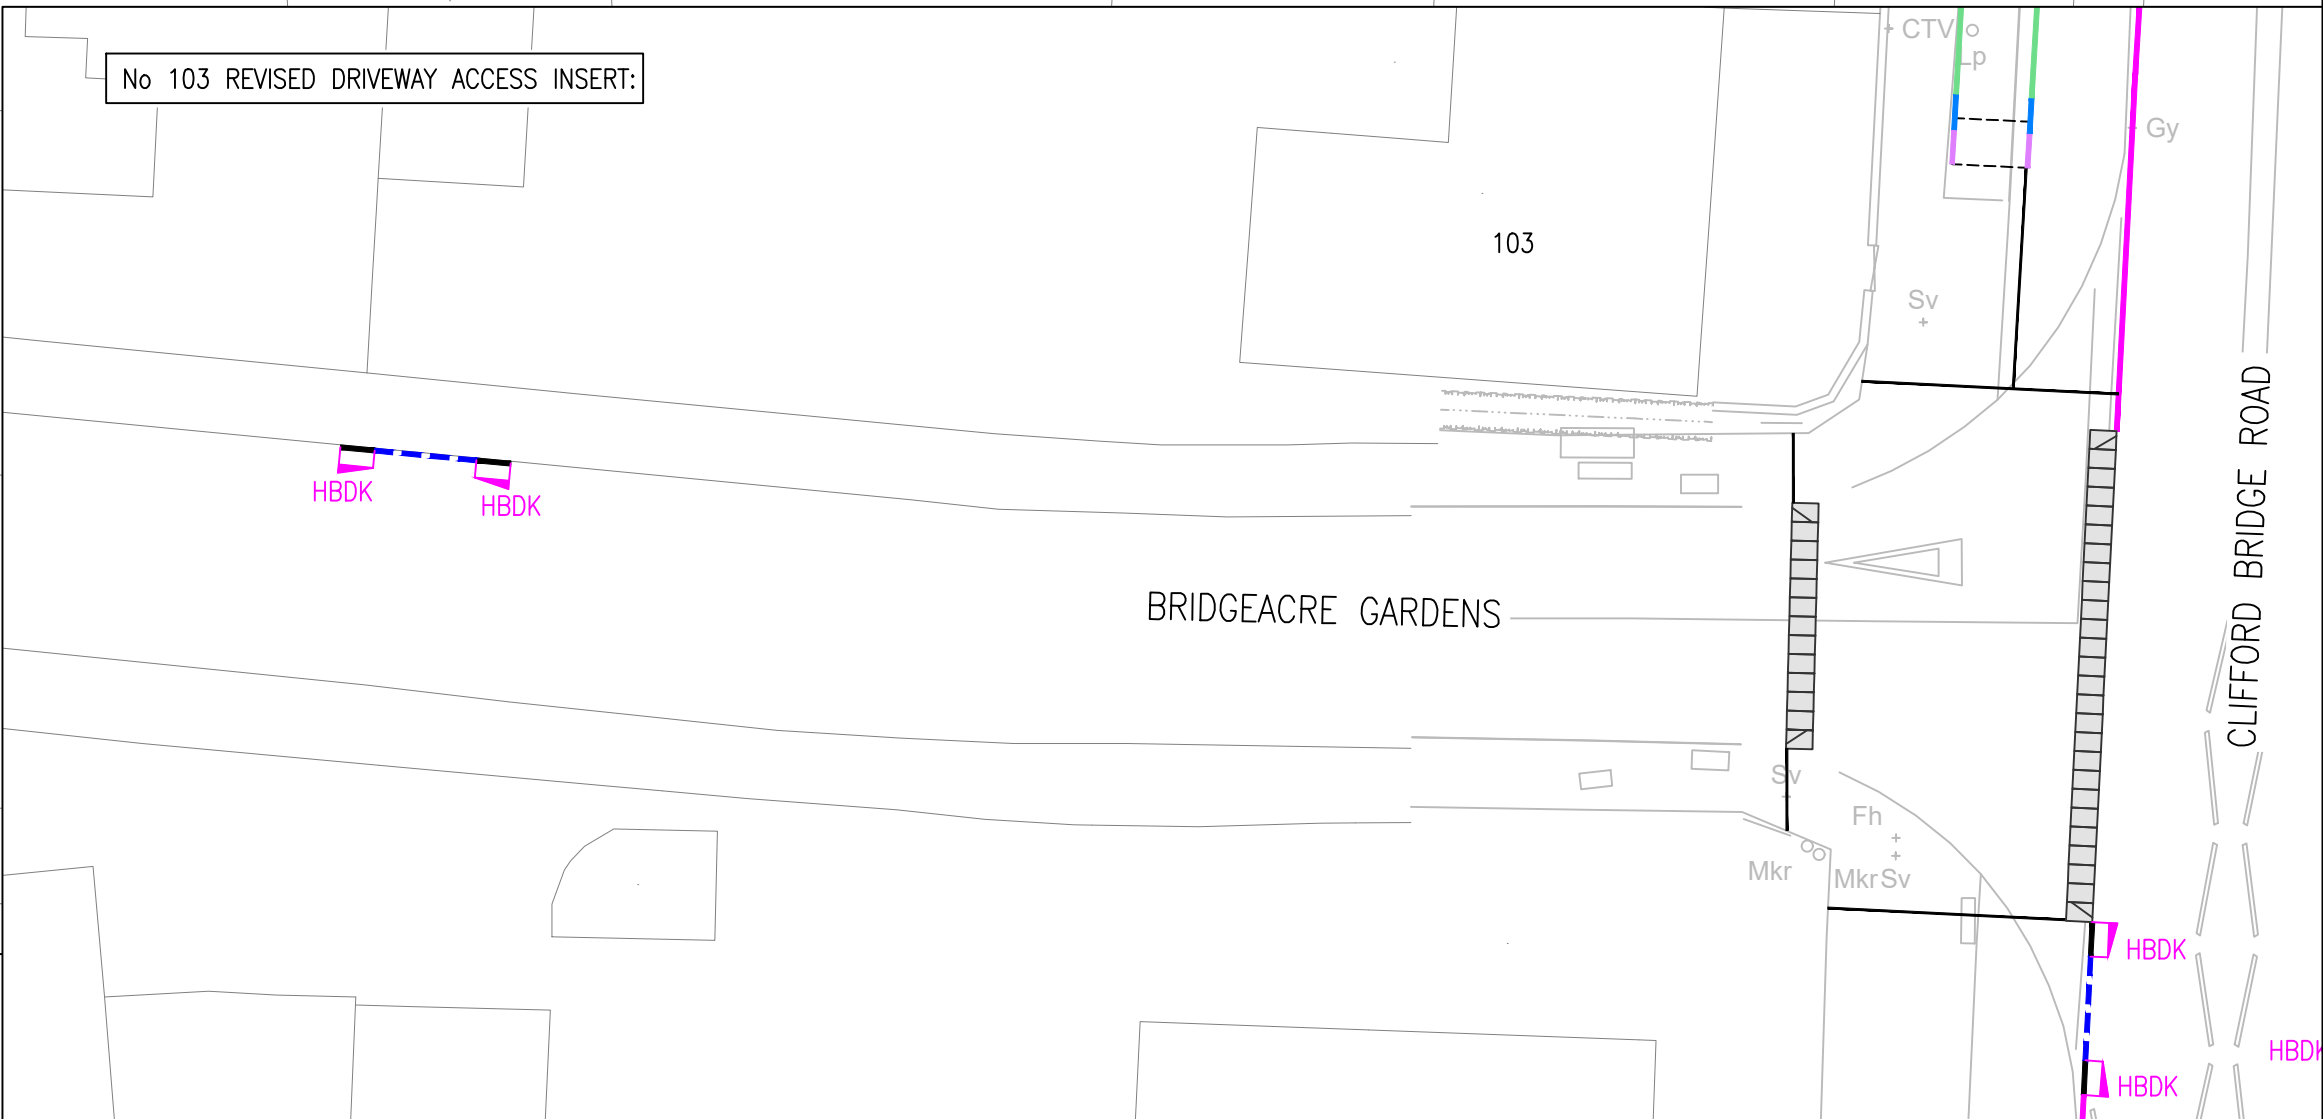 No 103 REVISED DRIVEWAY ACCESS INSERT:
CTV
Lp
Gy
103
Sv
HBDK
HBDK
BRIDGEACRE GARDENS
CLIFFORD BRIDGE ROAD
Sv
Fh
Mkr
Mkr
Sv
HBDK
HBDK
HBDK